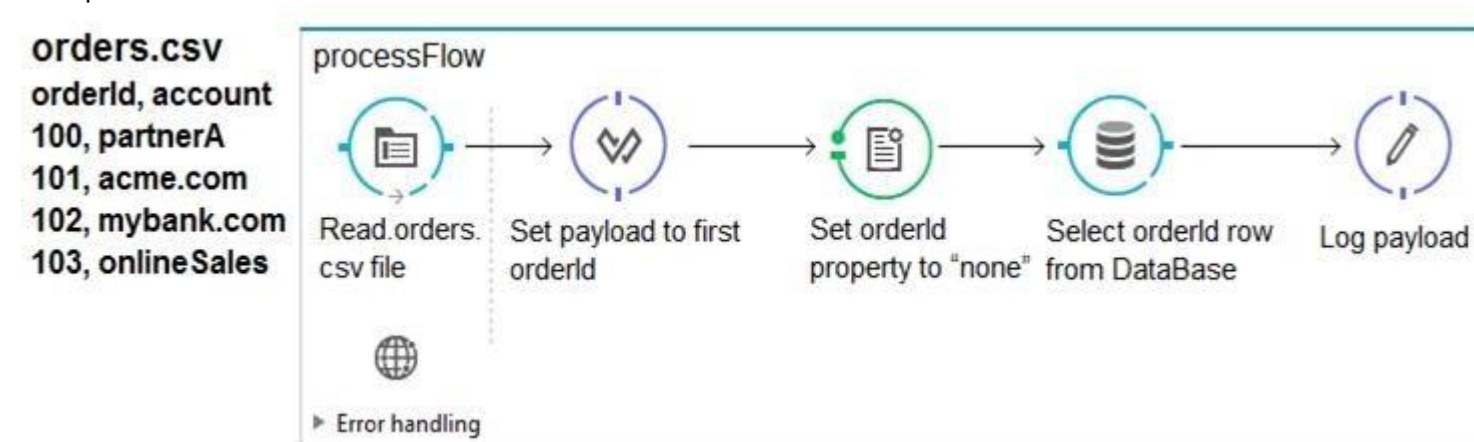 orders.csv
orderId, account
100, partnerA
101, acme.com
102, mybank.com
103, onlineSales
processFlow
Read.orders.
csv file
Set payload to first
orderId
Set orderId
property to “none”
Select orderId row
from DataBase
Log payload
Error handling